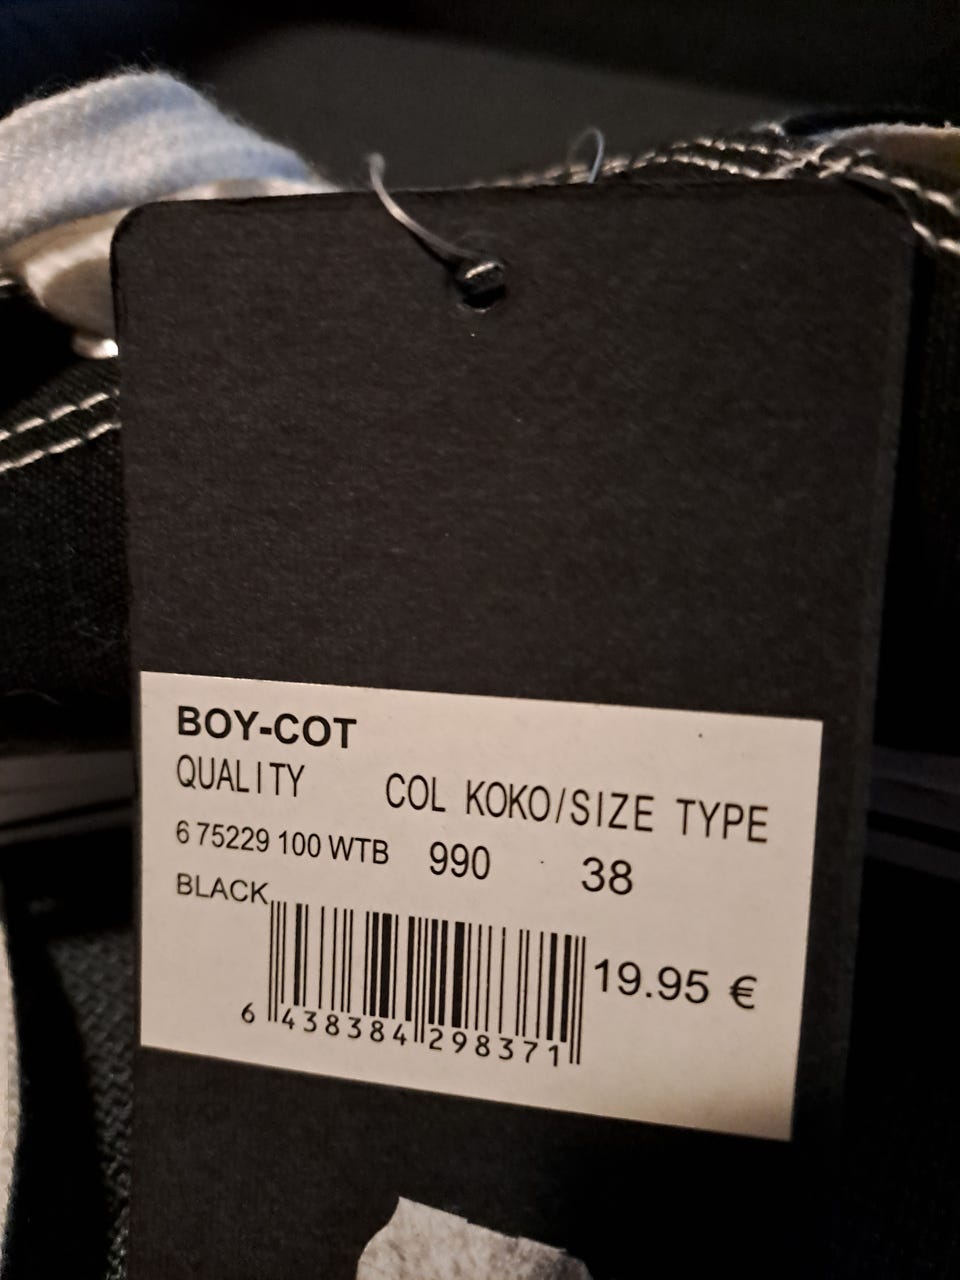 BOY-COT
QUALITY COL KOKO/SIZE TYPE
6 75229 100 WTB 990 38
BLACK
19.95 €
6 438384 298371